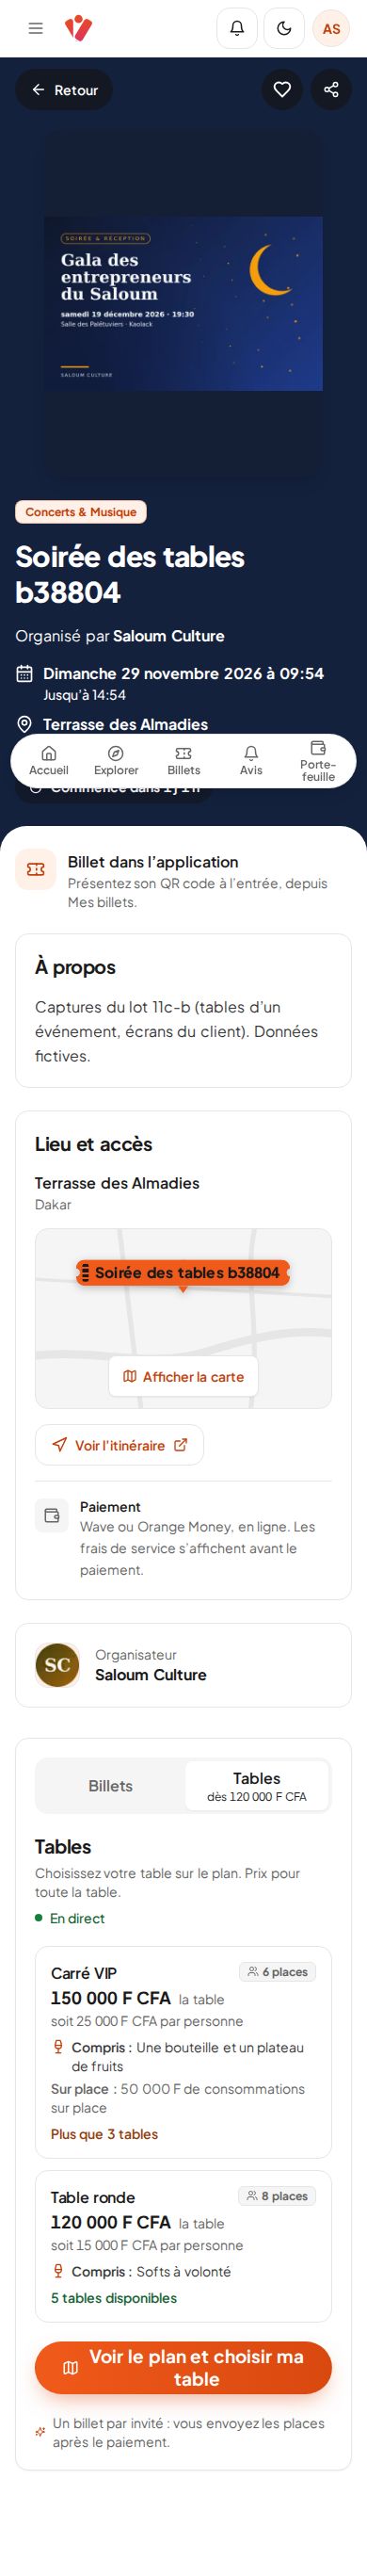 AS
Retour
SOIRÉE & RÉCEPTION
Gala des
entrepreneurs
du Saloum
samedi 19 décembre 2026 · 19:30
Salle des Palétuviers · Kaolack
SALOUM CULTURE
Concerts & Musique
Soirée des tables
b38804
Organisé par Saloum Culture
Dimanche 29 novembre 2026 à 09:54
Jusqu'à 14:54
Terrasse des Almadies
Accueil
Explorer
Billets
Avis
Porte-
feuille
Billet dans l'application
Présentez son QR code à l'entrée, depuis
Mes billets.
À propos
Captures du lot 11c-b (tables d'un
événement, écrans du client). Données
fictives.
Lieu et accès
Terrasse des Almadies
Dakar
Soirée des tables b38804
Afficher la carte
Voir l'itinéraire
Paiement
Wave ou Orange Money, en ligne. Les
frais de service s'affichent avant le
paiement.
SC
Organisateur
Saloum Culture
Billets
Tables
dès 120 000 F CFA
Tables
Choisissez votre table sur le plan. Prix pour
toute la table.
En direct
Carré VIP
6 places
150 000 F CFA la table
soit 25 000 F CFA par personne
Compris : Une bouteille et un plateau
de fruits
Sur place : 50 000 F de consommations
sur place
Plus que 3 tables
Table ronde
8 places
120 000 F CFA la table
soit 15 000 F CFA par personne
Compris : Softs à volonté
5 tables disponibles
Voir le plan et choisir ma
table
Un billet par invité : vous envoyez les places
après le paiement.